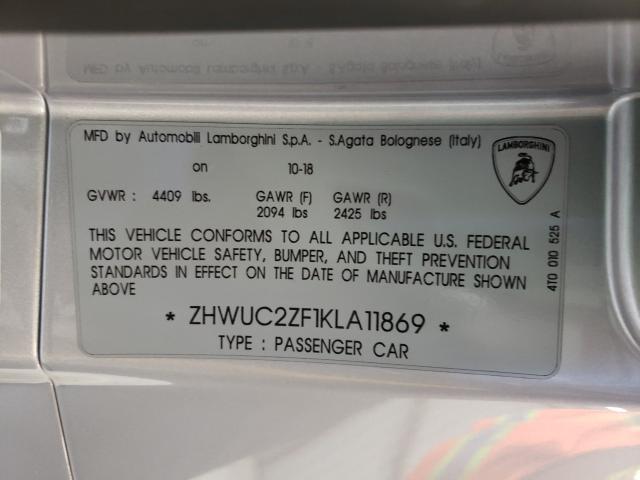 MFD by Automobili Lamborghini S.p.A. - S.Agata Bolognese (Italy)
on 10-18
LAMBORGHINI
GVWR : 4409 lbs. GAWR (F) GAWR (R)
2094 lbs 2425 lbs
THIS VEHICLE CONFORMS TO ALL APPLICABLE U.S. FEDERAL
MOTOR VEHICLE SAFETY, BUMPER, AND THEFT PREVENTION
STANDARDS IN EFFECT ON THE DATE OF MANUFACTURE SHOWN
ABOVE
* ZHWUC2ZF1KLA11869 *
TYPE : PASSENGER CAR
4T0 010 525 A